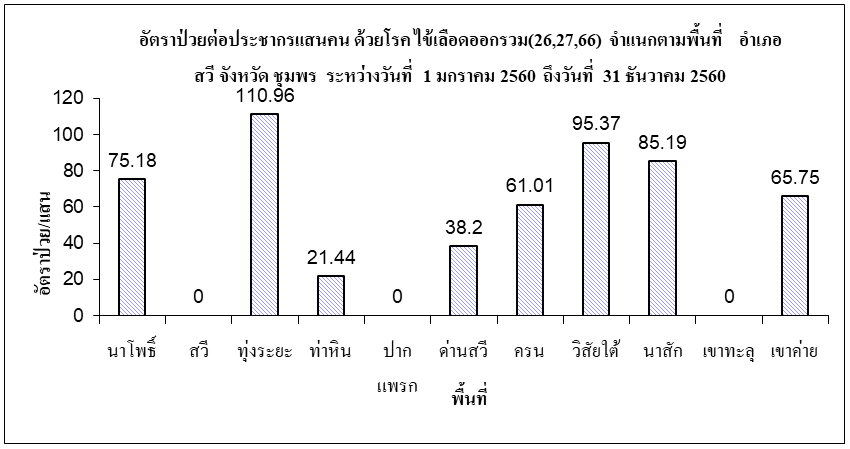 อัตราป่วยต่อประชากรแสนคน ด้วยโรค ไข้เลือดออกรวม(26,27,66) จำแนกตามพื้นที่ อำเภอ
สวี จังหวัด ชุมพร ระหว่างวันที่ 1 มกราคม 2560 ถึงวันที่ 31 ธันวาคม 2560
อัตราป่วย/แสน
120
100
80
60
40
20
0
75.18
0
110.96
21.44
0
38.2
61.01
95.37
85.19
0
65.75
นาโพธิ์
สวี
ทุ่งระยะ
ท่าหิน
ปาก
แพรก
ด่านสวี
ครน
วิสัยใต้
นาสัก
เขาทะลุ
เขาค่าย
พื้นที่